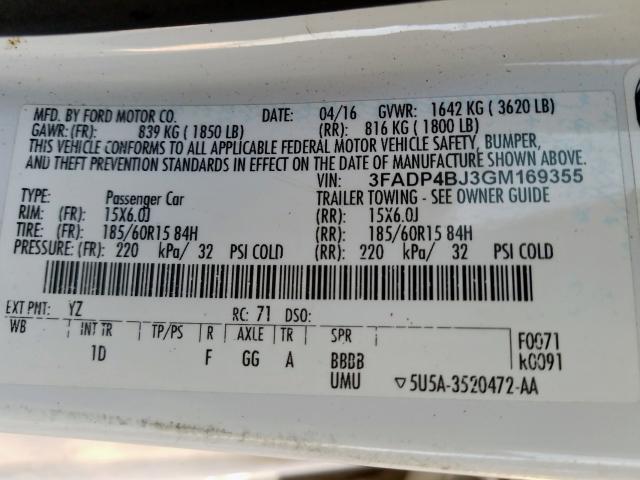 MFD. BY FORD MOTOR CO. DATE: 04/16 GVWR: 1642 KG ( 3620 LB)
GAWR: (FR): 839 KG ( 1850 LB) (RR): 816 KG ( 1800 LB)
THIS VEHICLE CONFORMS TO ALL APPLICABLE FEDERAL MOTOR VEHICLE SAFETY, BUMPER,
AND THEFT PREVENTION STANDARDS IN EFFECT ON THE DATE OF MANUFACTURE SHOWN ABOVE.
VIN: 3FADP4BJ3GM169355
TYPE: Passenger Car TRAILER TOWING - SEE OWNER GUIDE
RIM: (FR): 15X6.0J (RR): 15X6.0J
TIRE: (FR): 185/60R15 84H (RR): 185/60R15 84H
PRESSURE: (FR): 220 kPa/ 32 PSI COLD (RR): 220 kPa/ 32 PSI COLD
EXT PNT: YZ RC: 71 DSO:
WB INT TR TP/PS R AXLE TR SPR F0071
1D F GG A BBBB k0091
UMU ▽5U5A-3520472-AA